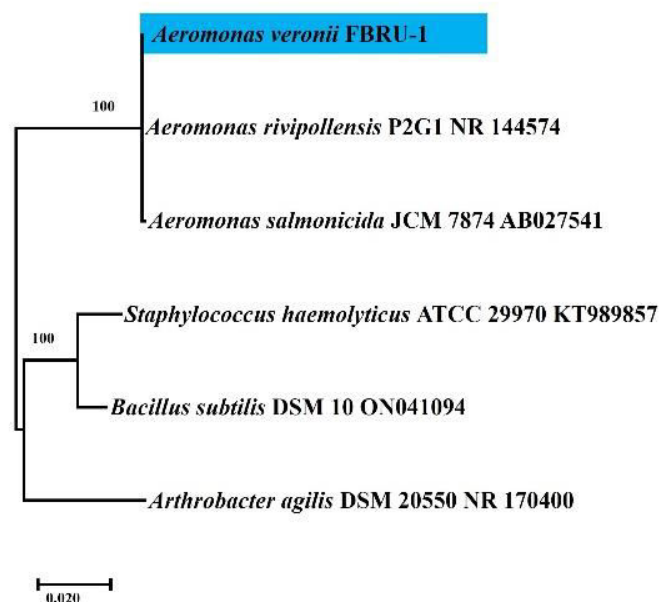 Aeromonas veronii FBRU-1
100
Aeromonas rivipollensis P2G1 NR 144574
Aeromonas salmonicida JCM 7874 AB027541
Staphylococcus haemolyticus ATCC 29970 KT989857
100
Bacillus subtilis DSM 10 ON041094
Arthrobacter agilis DSM 20550 NR 170400
0.020